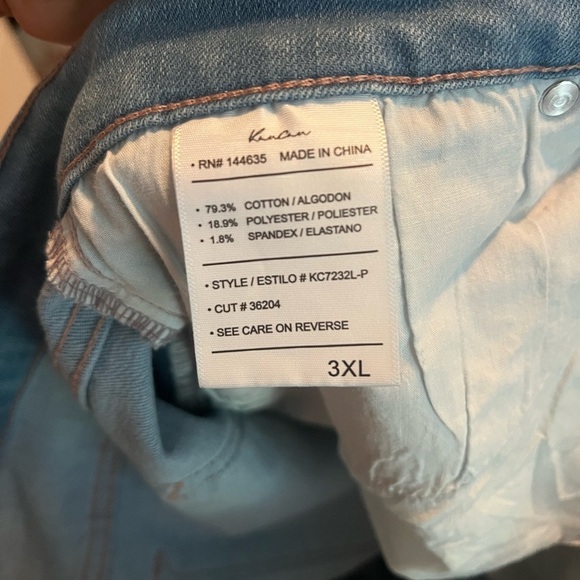 KanCan
• RN# 144635 MADE IN CHINA
• 79.3% COTTON / ALGODON
• 18.9% POLYESTER / POLIESTER
• 1.8% SPANDEX / ELASTANO
• STYLE / ESTILO # KC7232L-P
• CUT # 36204
• SEE CARE ON REVERSE
3XL